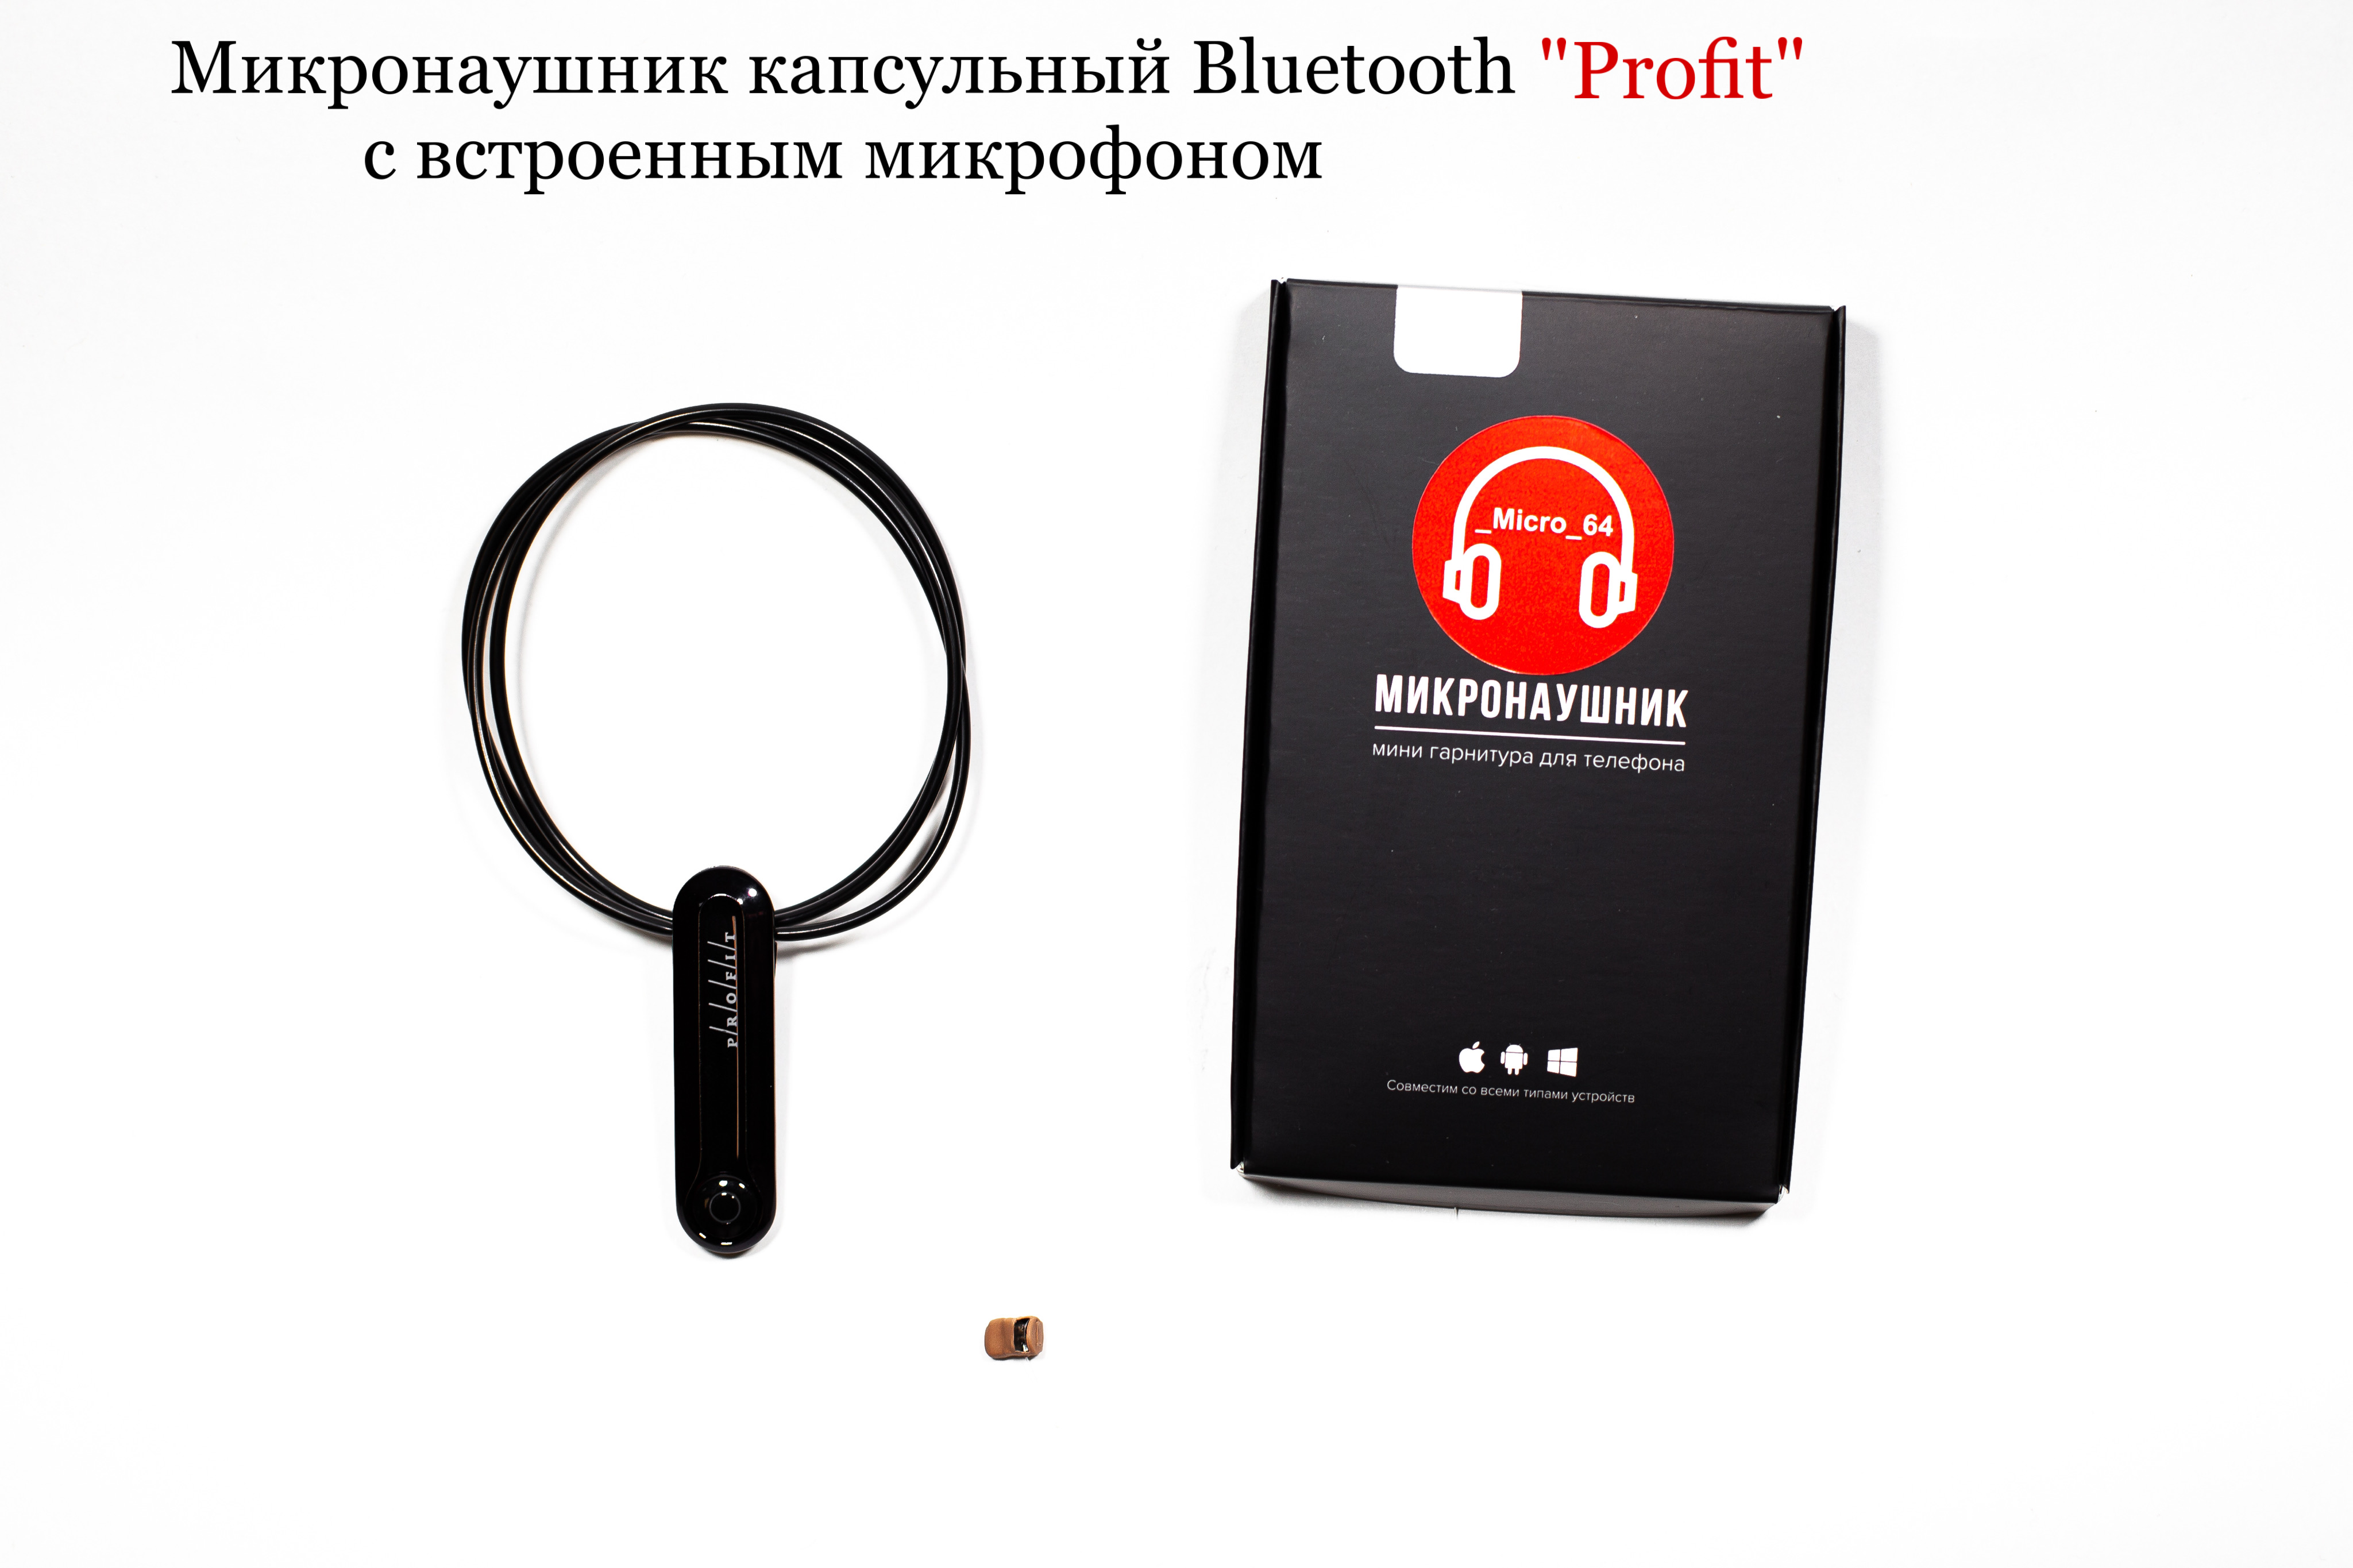 Микронаушник капсульный Bluetooth "Profit"
с встроенным микрофоном
_Micro_64
МИКРОНАУШНИК
мини гарнитура для телефона
P/R/O/F/I/T
Совместим со всеми типами устройств